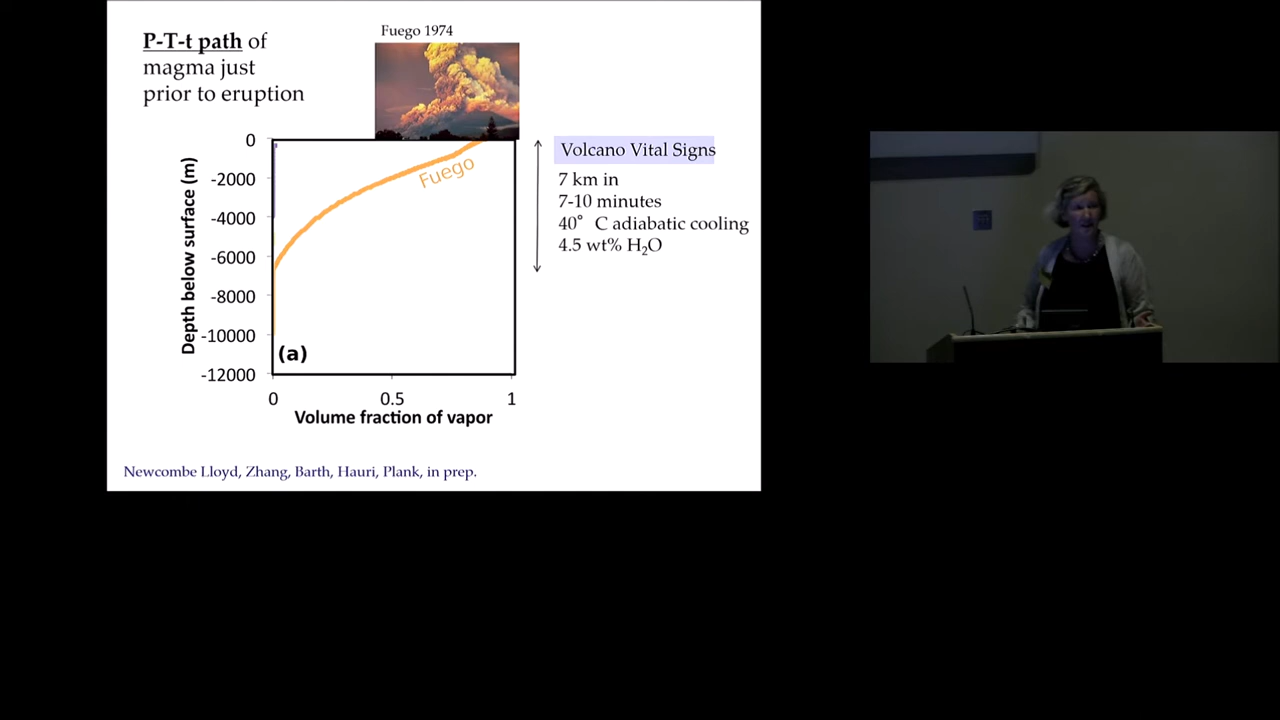 P-T-t path of
magma just
prior to eruption
Fuego 1974
0
-2000
-4000
-6000
-8000
-10000
-12000
Depth below surface (m)
Fuego
(a)
0 0.5 1
Volume fraction of vapor
Volcano Vital Signs
7 km in
7-10 minutes
40° C adiabatic cooling
4.5 wt% H₂O
Newcombe Lloyd, Zhang, Barth, Hauri, Plank, in prep.